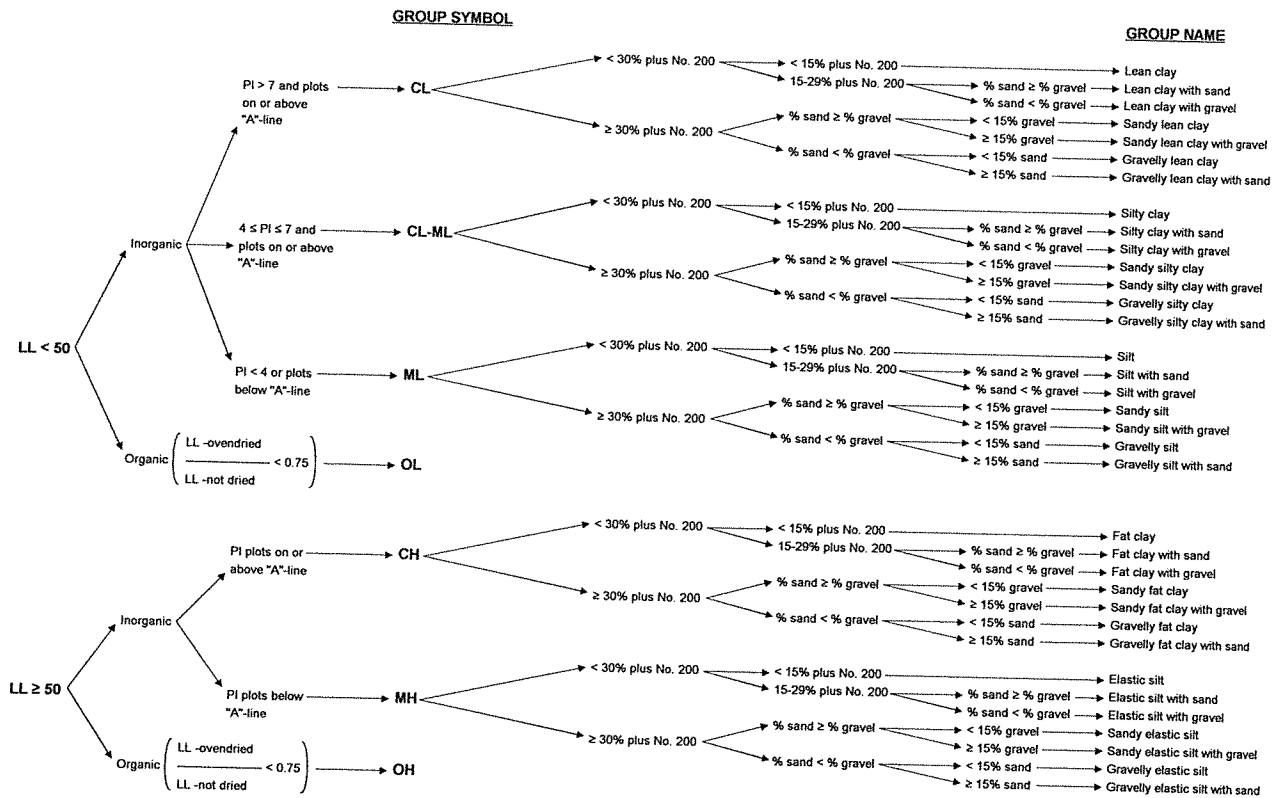 GROUP SYMBOL
GROUP NAME
LL < 50
Inorganic
PI > 7 and plots
on or above
"A"-line
CL
< 30% plus No. 200
< 15% plus No. 200
Lean clay
15-29% plus No. 200
% sand ≥ % gravel
Lean clay with sand
% sand < % gravel
Lean clay with gravel
≥ 30% plus No. 200
% sand ≥ % gravel
< 15% gravel
Sandy lean clay
≥ 15% gravel
Sandy lean clay with gravel
% sand < % gravel
< 15% sand
Gravelly lean clay
≥ 15% sand
Gravelly lean clay with sand
4 ≤ PI ≤ 7 and
plots on or above
"A"-line
CL-ML
< 30% plus No. 200
< 15% plus No. 200
Silty clay
15-29% plus No. 200
% sand ≥ % gravel
Silty clay with sand
% sand < % gravel
Silty clay with gravel
≥ 30% plus No. 200
% sand ≥ % gravel
< 15% gravel
Sandy silty clay
≥ 15% gravel
Sandy silty clay with gravel
% sand < % gravel
< 15% sand
Gravelly silty clay
≥ 15% sand
Gravelly silty clay with sand
PI < 4 or plots
below "A"-line
ML
< 30% plus No. 200
< 15% plus No. 200
Silt
15-29% plus No. 200
% sand ≥ % gravel
Silt with sand
% sand < % gravel
Silt with gravel
≥ 30% plus No. 200
% sand ≥ % gravel
< 15% gravel
Sandy silt
≥ 15% gravel
Sandy silt with gravel
% sand < % gravel
< 15% sand
Gravelly silt
≥ 15% sand
Gravelly silt with sand
Organic
LL -ovendried
LL -not dried
< 0.75
OL
LL ≥ 50
Inorganic
PI plots on or
above "A"-line
CH
< 30% plus No. 200
< 15% plus No. 200
Fat clay
15-29% plus No. 200
% sand ≥ % gravel
Fat clay with sand
% sand < % gravel
Fat clay with gravel
≥ 30% plus No. 200
% sand ≥ % gravel
< 15% gravel
Sandy fat clay
≥ 15% gravel
Sandy fat clay with gravel
% sand < % gravel
< 15% sand
Gravelly fat clay
≥ 15% sand
Gravelly fat clay with sand
PI plots below
"A"-line
MH
< 30% plus No. 200
< 15% plus No. 200
Elastic silt
15-29% plus No. 200
% sand ≥ % gravel
Elastic silt with sand
% sand < % gravel
Elastic silt with gravel
≥ 30% plus No. 200
% sand ≥ % gravel
< 15% gravel
Sandy elastic silt
≥ 15% gravel
Sandy elastic silt with gravel
% sand < % gravel
< 15% sand
Gravelly elastic silt
≥ 15% sand
Gravelly elastic silt with sand
Organic
LL -ovendried
LL -not dried
< 0.75
OH